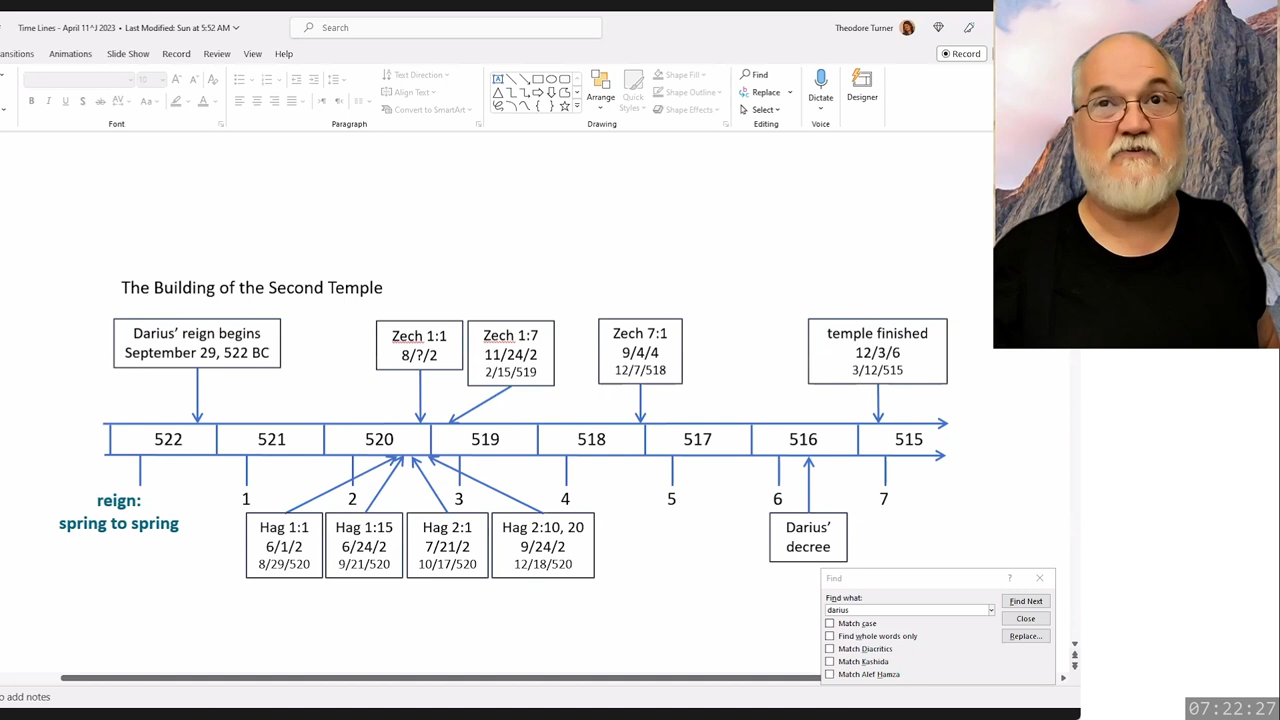 Time Lines - April 11^J 2023 • Last Modified: Sun at 5:52 AM
Search
Theodore Turner
ansitions Animations Slide Show Record Review View Help
Record
10
Text Direction
Align Text
Convert to SmartArt
Arrange
Quick
Styles
Shape Fill
Shape Outline
Shape Effects
Find
Replace
Select
Dictate
Designer
Font
Paragraph
Drawing
Editing
Voice
The Building of the Second Temple
Darius' reign begins
September 29, 522 BC
Zech 1:1
8/?/2
Zech 1:7
11/24/2
2/15/519
Zech 7:1
9/4/4
12/7/518
temple finished
12/3/6
3/12/515
522 521 520 519 518 517 516 515
reign:
spring to spring
1 2 3 4 5 6 7
Hag 1:1
6/1/2
8/29/520
Hag 1:15
6/24/2
9/21/520
Hag 2:1
7/21/2
10/17/520
Hag 2:10, 20
9/24/2
12/18/520
Darius'
decree
Find ?
Find what:
darius
Find Next
Close
Replace...
Match case
Find whole words only
Match Diacritics
Match Kashida
Match Alef Hamza
o add notes
07:22:27